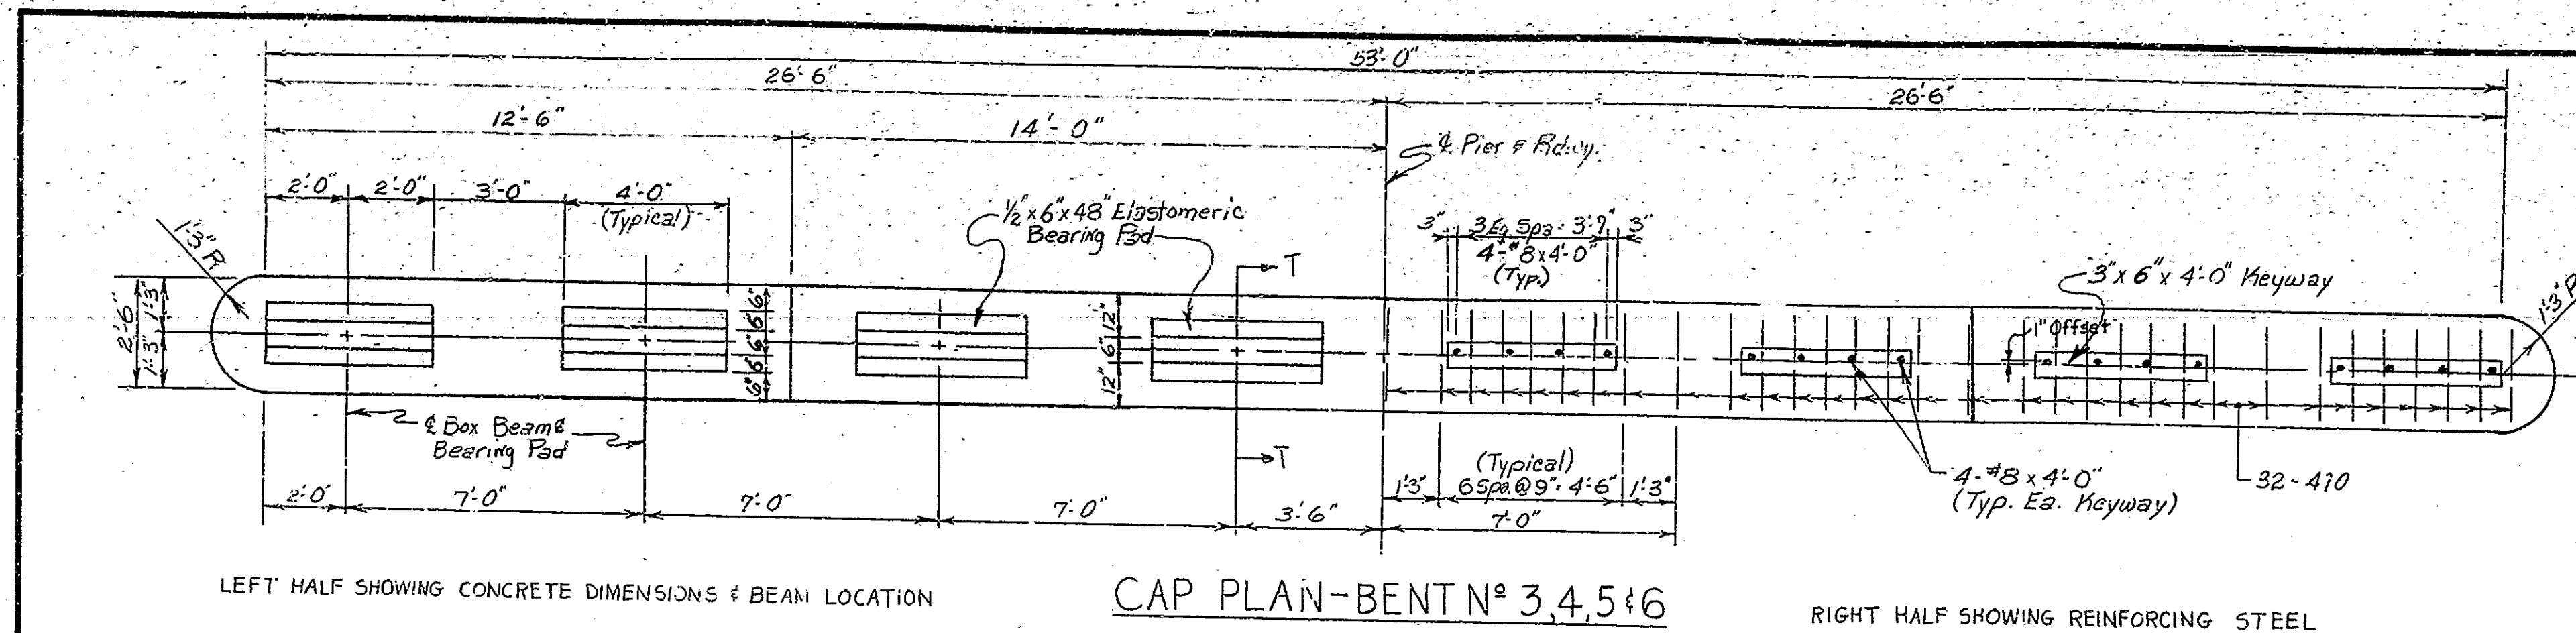 53'-0"
26'-6"
26'-6"
12'-6"
14'-0"
℄ Pier & Rdwy.
2'-0"
2'-0"
3'-0"
4'-0"
(Typical)
1/2"x6"x48" Elastomeric
Bearing Pad
3"
3 Eq. Spa.= 3'-7"
3"
4-#8x4'-0"
(Typ.)
T
1'-3" R
3"x6"x4'-0" Keyway
1'-3" R
2'-6"
1'-3"
1'-3"
6"
6"
6"
6"
6"
12"
6"
12"
1" Offset
℄ Box Beam &
Bearing Pad
T
2'-0"
7'-0"
7'-0"
7'-0"
3'-6"
1'-3"
(Typical)
6 Spa. @ 9"= 4'-6"
1'-3"
7'-0"
4-#8x4'-0"
(Typ. Ea. Keyway)
32-410
LEFT HALF SHOWING CONCRETE DIMENSIONS & BEAM LOCATION
CAP PLAN-BENT Nº 3,4,5&6
RIGHT HALF SHOWING REINFORCING STEEL